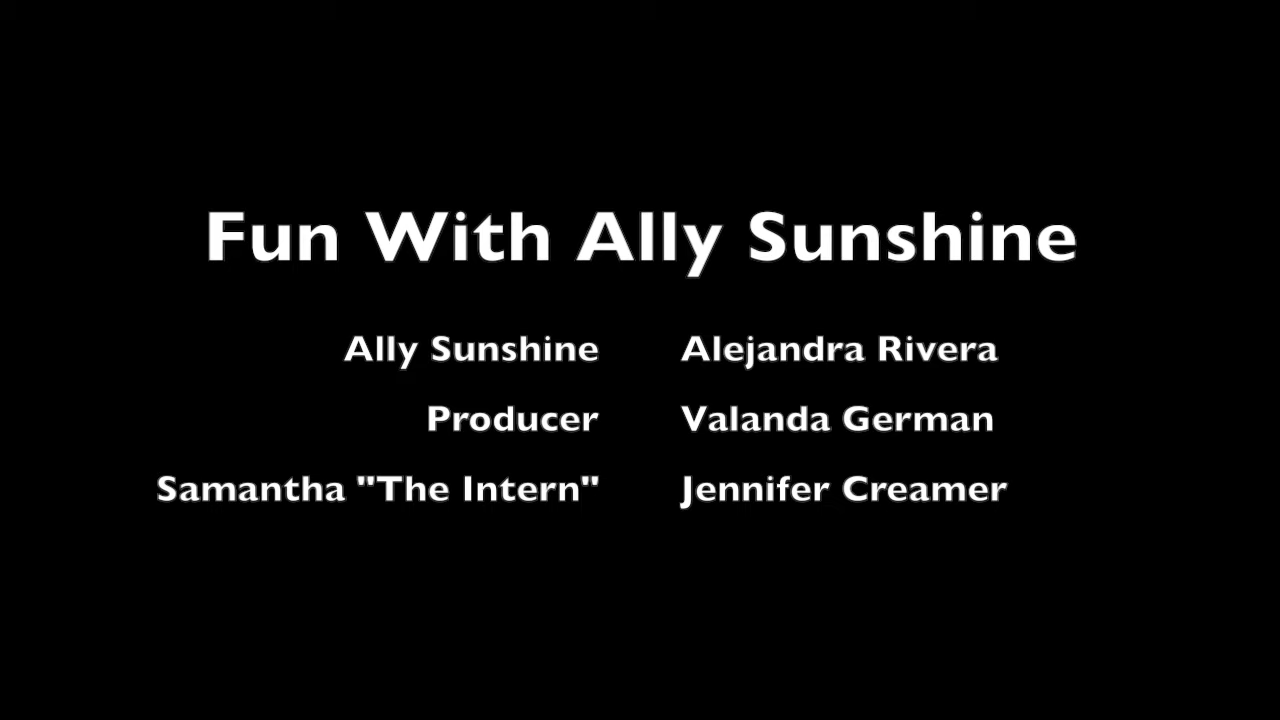 Fun With Ally Sunshine
Ally Sunshine Alejandra Rivera
Producer Valanda German
Samantha "The Intern" Jennifer Creamer